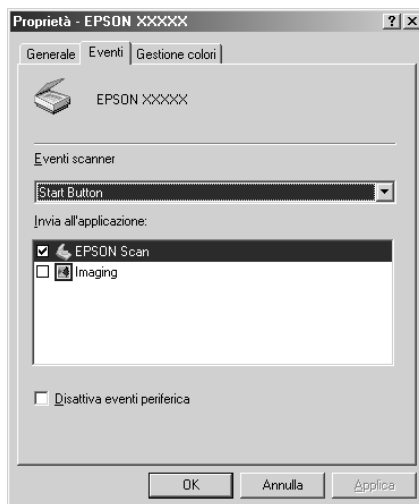 Proprietà - EPSON XXXXX
Generale Eventi Gestione colori
EPSON XXXXX
Eventi scanner
Start Button
Invia all'applicazione:
EPSON Scan
Imaging
Disattiva eventi periferica
OK Annulla Applica